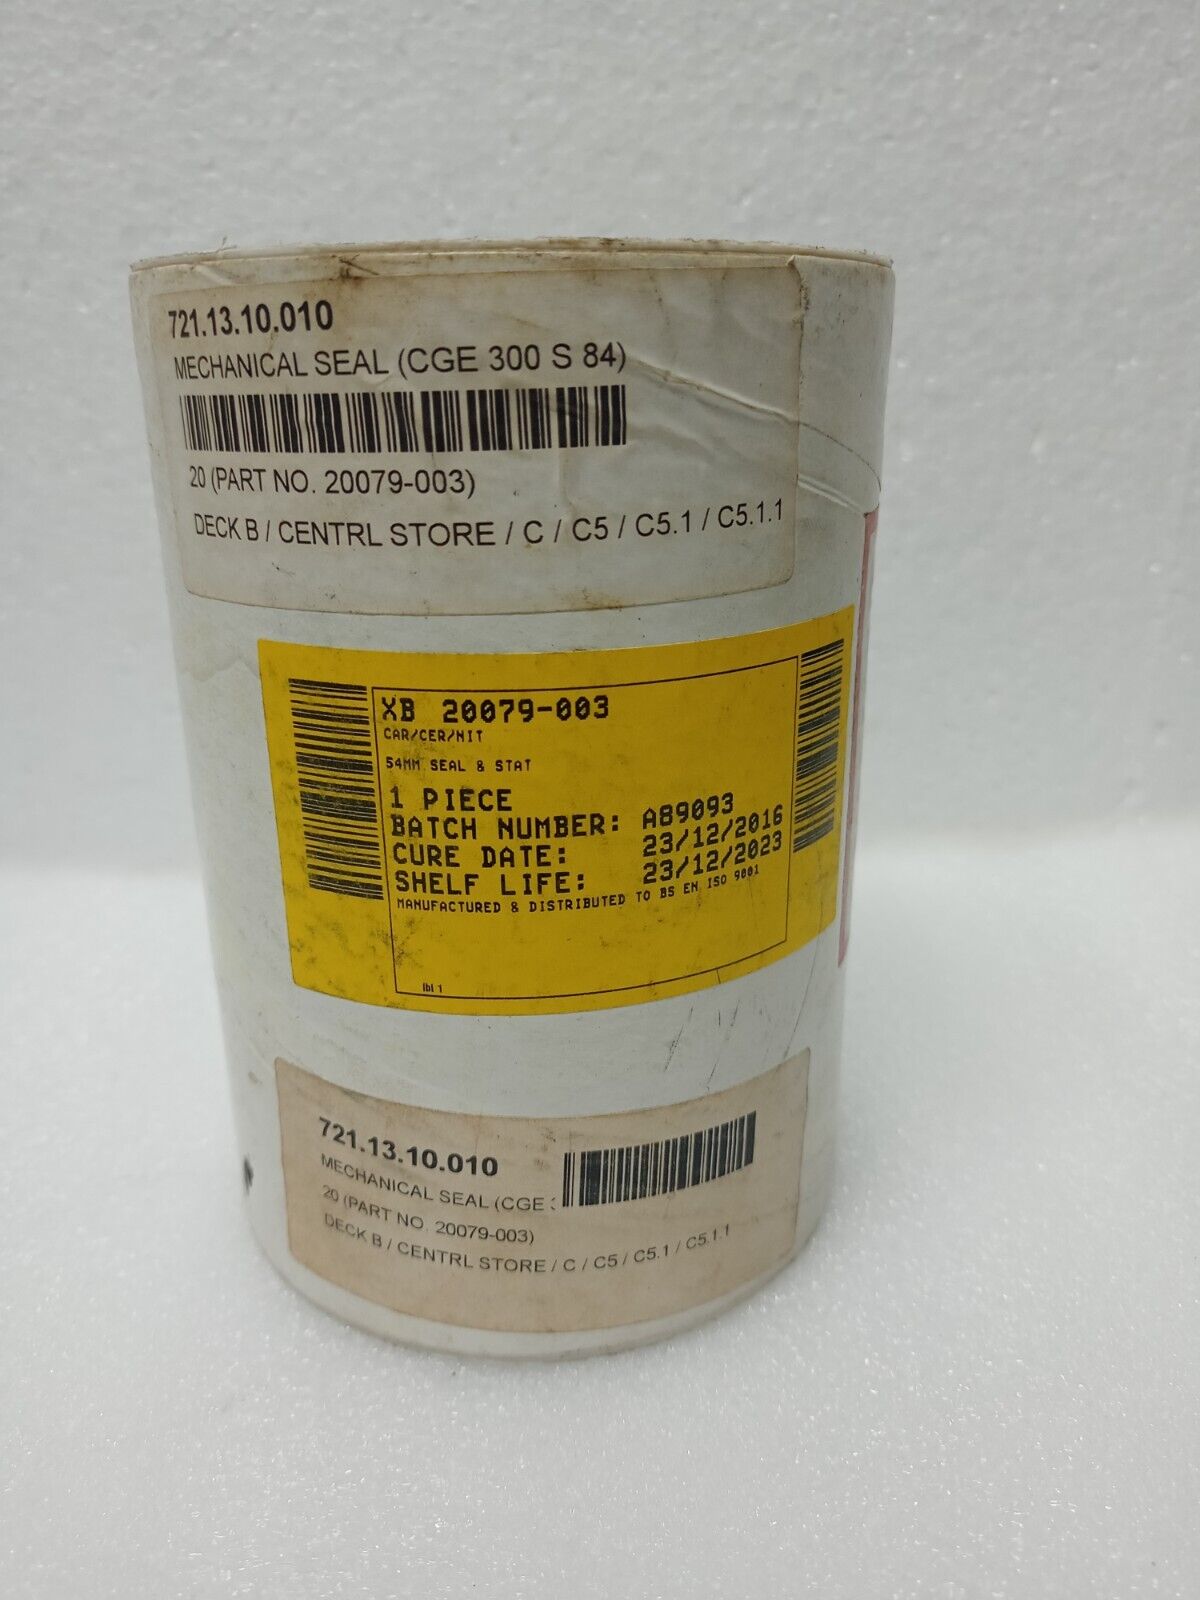 721.13.10.010
MECHANICAL SEAL (CGE 300 S 84)
20 (PART NO. 20079-003)
DECK B / CENTRL STORE / C / C5 / C5.1 / C5.1.1
XB 20079-003
CAR/CER/NIT
54MM SEAL & STAT
1 PIECE
BATCH NUMBER: A89093
CURE DATE: 23/12/2016
SHELF LIFE: 23/12/2023
MANUFACTURED & DISTRIBUTED TO BS EN ISO 9001
lbl 1
721.13.10.010
MECHANICAL SEAL (CGE
20 (PART NO. 20079-003)
DECK B / CENTRL STORE / C / C5 / C5.1 / C5.1.1